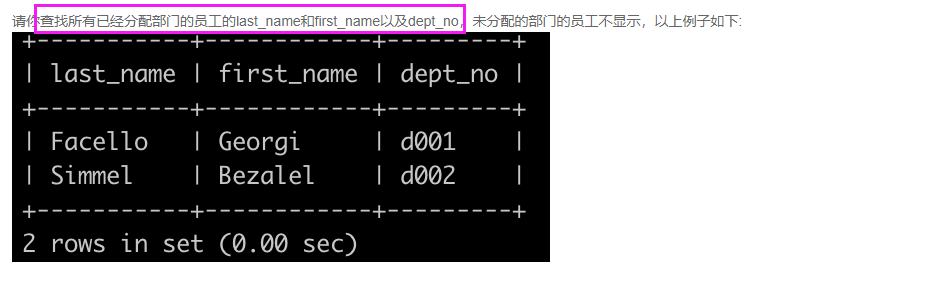 请你查找所有已经分配部门的员工的last_name和first_name以及dept_no，未分配的部门的员工不显示，以上例子如下:
+-----------+------------+---------+
| last_name | first_name | dept_no |
+-----------+------------+---------+
| Facello | Georgi | d001 |
| Simmel | Bezalel | d002 |
+-----------+------------+---------+
2 rows in set (0.00 sec)